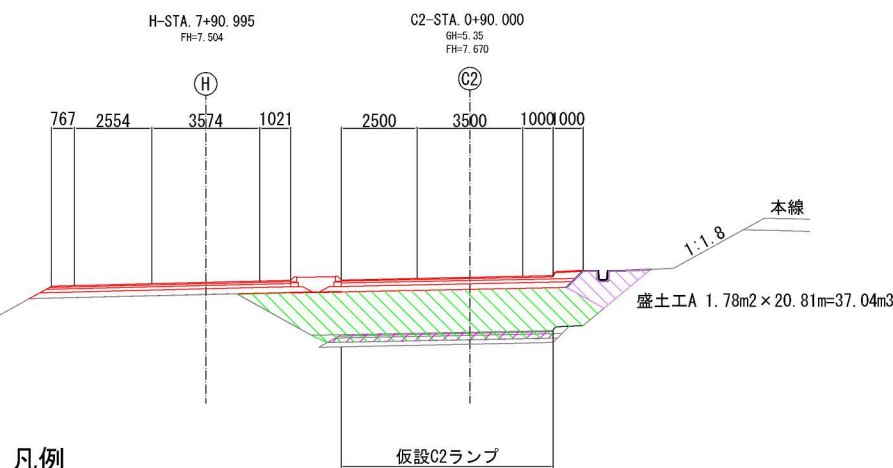 H-STA. 7+90.995
FH=7.504
C2-STA. 0+90.000
GH=5.35
FH=7.670
H
C2
767 2554 3574 1021 2500 3500 1000 1000
本線
1:1.8
盛土工A 1.78m2×20.81m=37.04m3
仮設C2ランプ
凡例